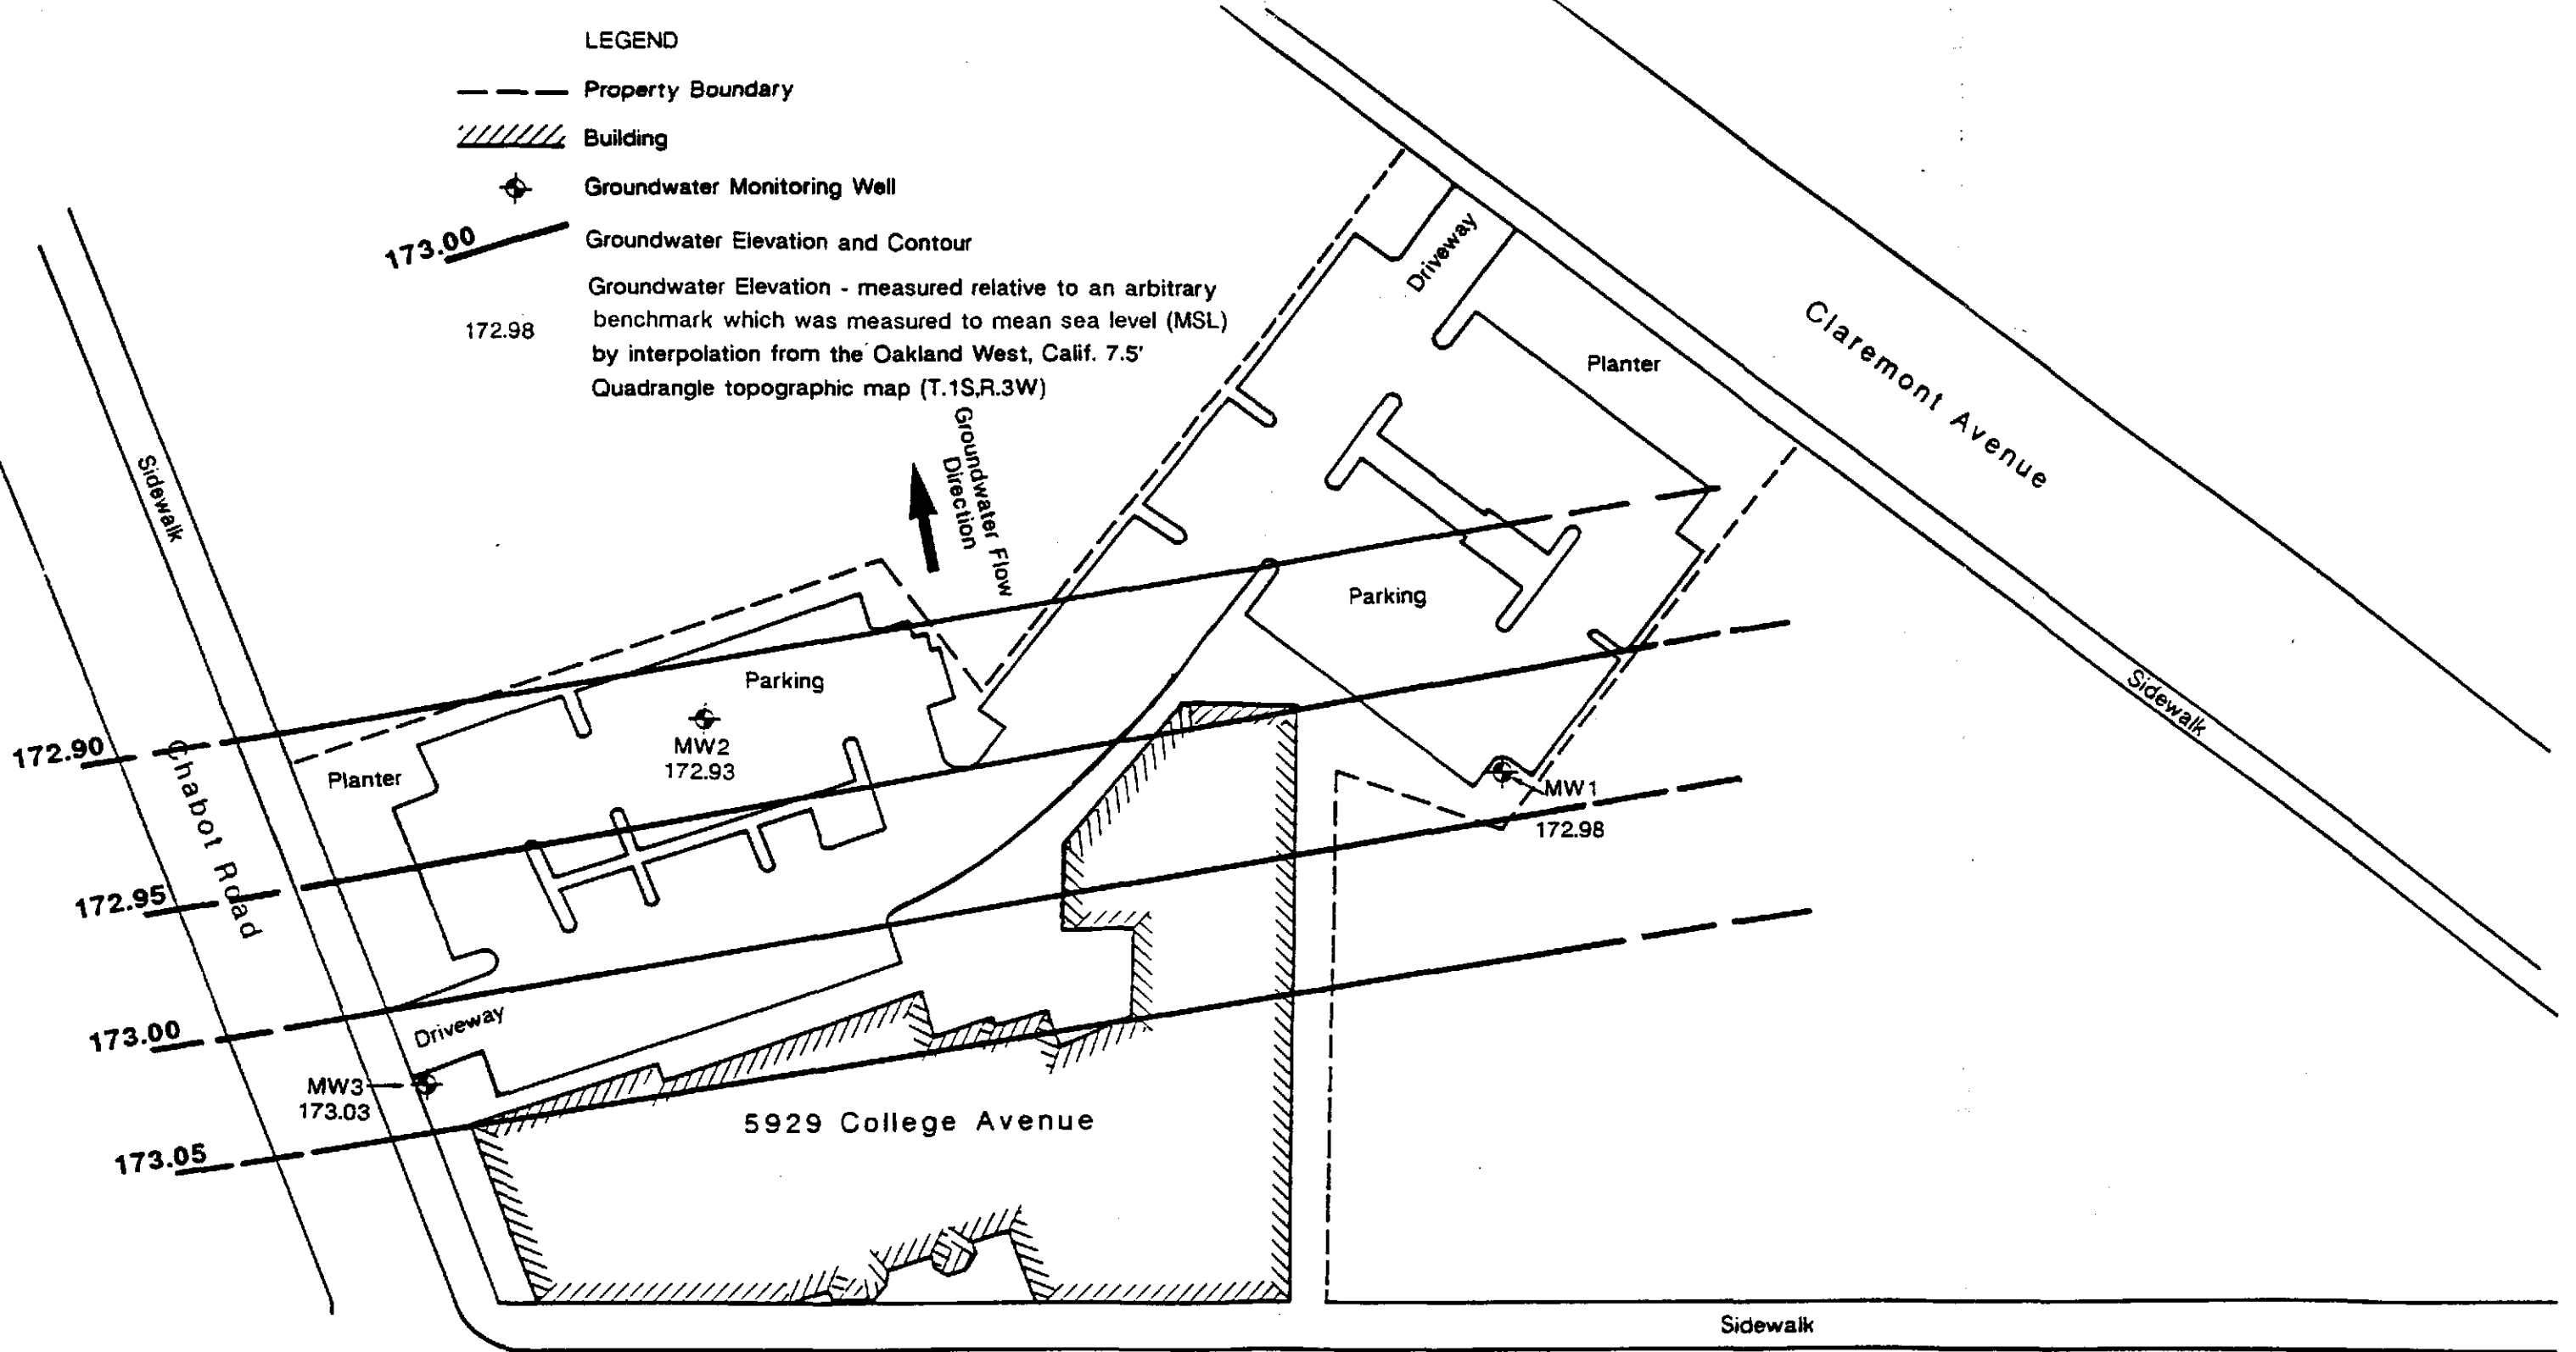 LEGEND
Property Boundary
Building
Groundwater Monitoring Well
173.00
Groundwater Elevation and Contour
172.98
Groundwater Elevation - measured relative to an arbitrary
benchmark which was measured to mean sea level (MSL)
by interpolation from the Oakland West, Calif. 7.5'
Quadrangle topographic map (T.1S,R.3W)
Groundwater Flow
Direction
Sidewalk
Driveway
Planter
Claremont Avenue
Parking
Parking
MW2
172.93
172.90
Chabot Road
Planter
MW1
172.98
Sidewalk
172.95
173.00
Driveway
MW3
173.03
173.05
5929 College Avenue
Sidewalk